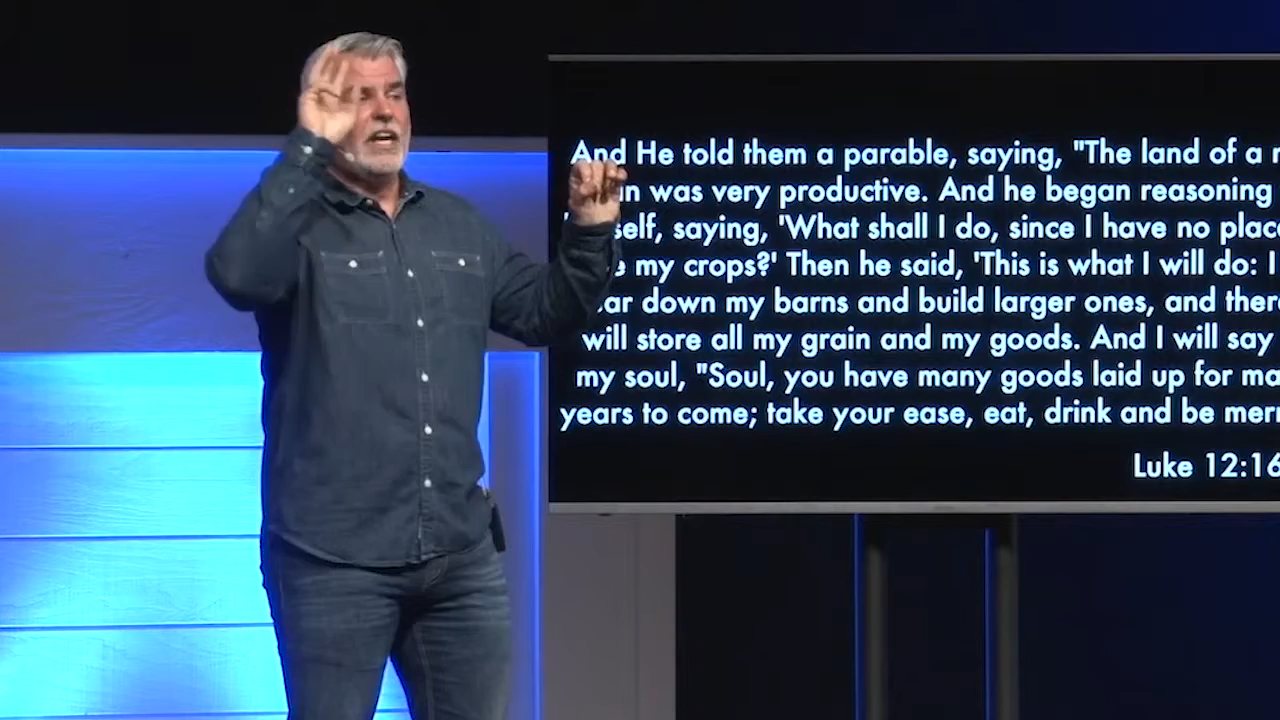 And He told them a parable, saying, "The land of a
was very productive. And he began reasoning
saying, 'What shall I do, since I have no
my crops?' Then he said, 'This is what I will do: I
down my barns and build larger ones, and
will store all my grain and my goods. And I will say
my soul, "Soul, you have many goods laid up for
years to come; take your ease, eat, drink and be
Luke 12:16